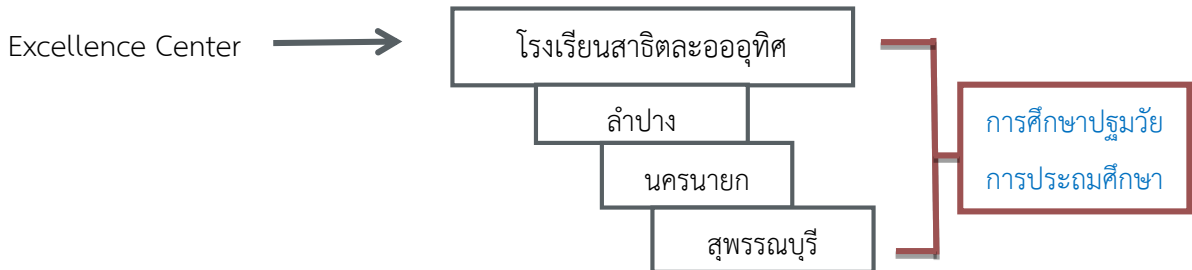 Excellence Center
โรงเรียนสาธิตละอออุทิศ
ลำปาง
นครนายก
สุพรรณบุรี
การศึกษาปฐมวัย
การประถมศึกษา